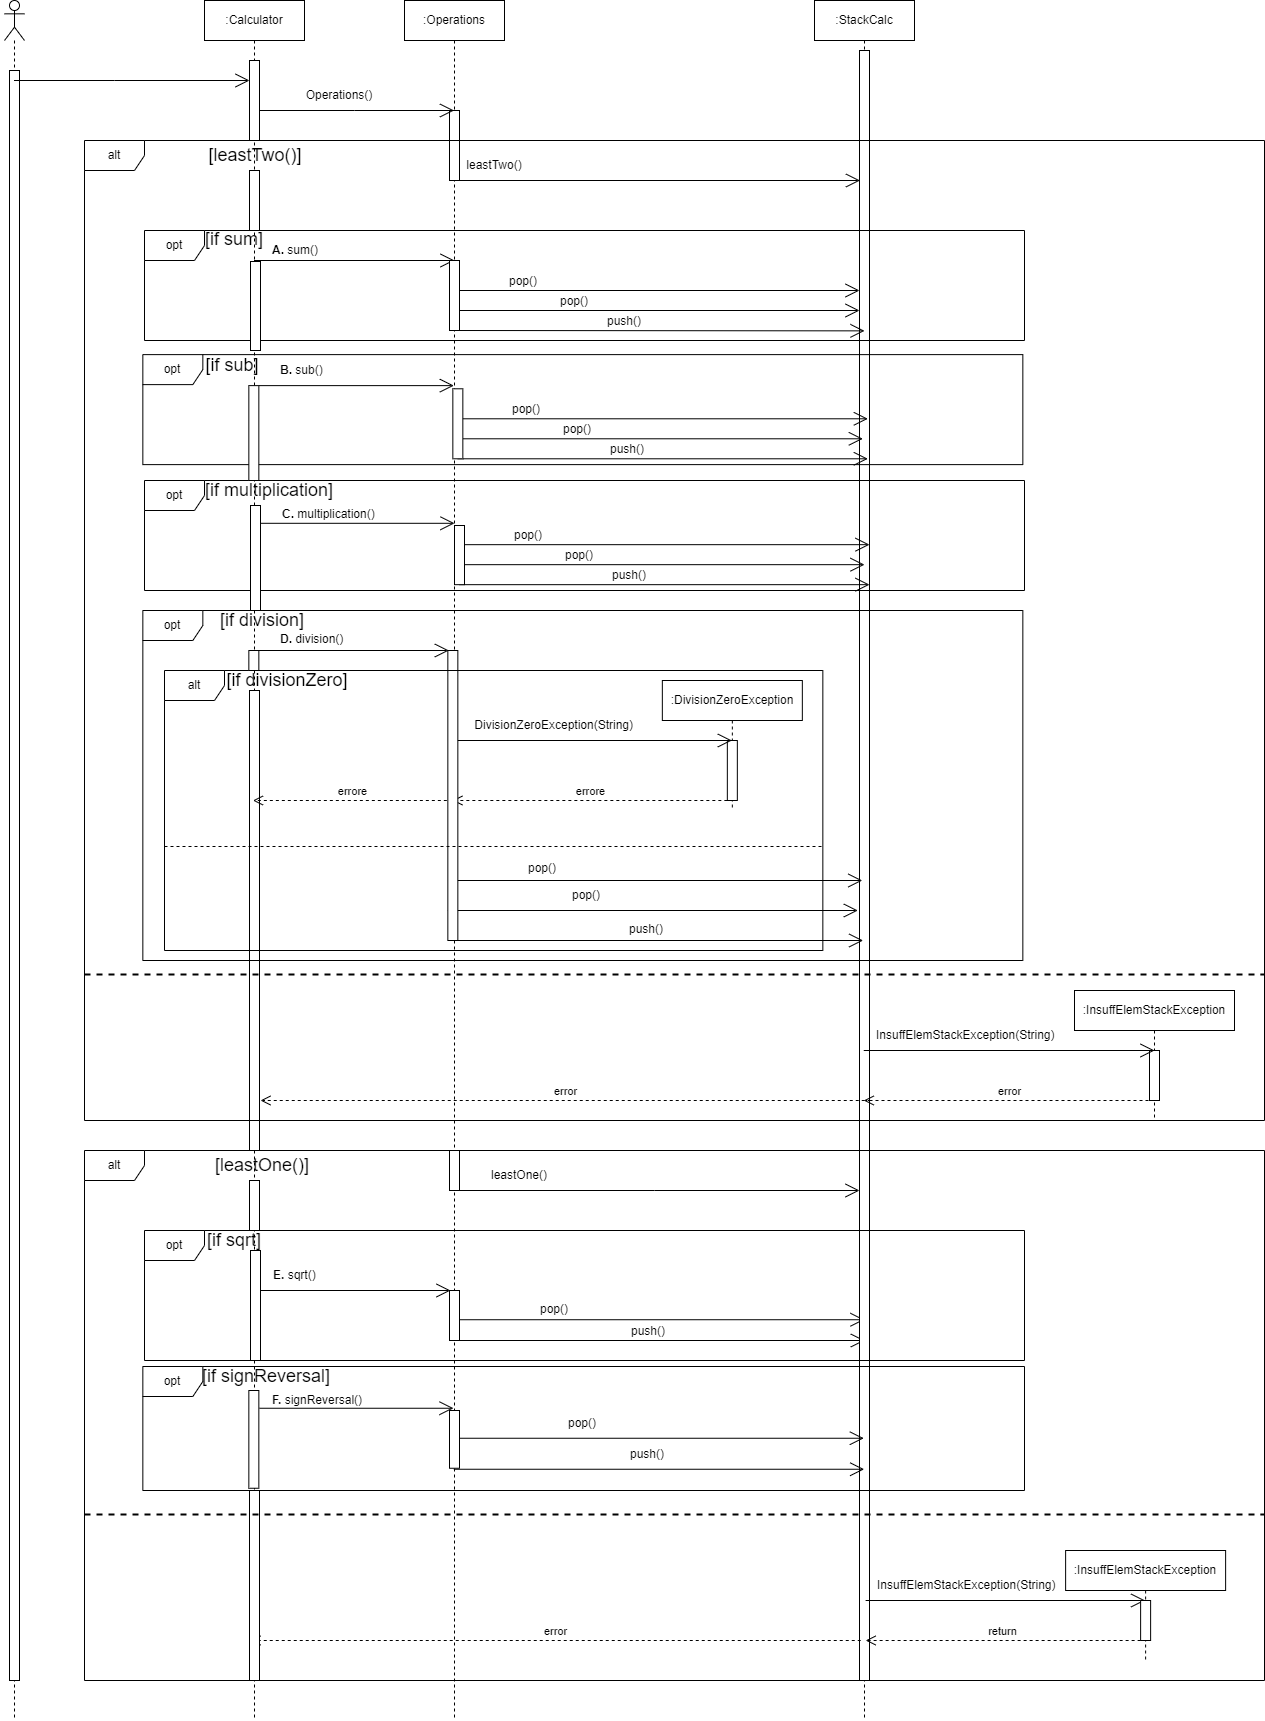 :Calculator
:Operations
:StackCalc
Operations()
alt
[leastTwo()]
leastTwo()
opt
[if sum]
A. sum()
pop()
pop()
push()
opt
[if sub]
B. sub()
pop()
pop()
push()
opt
[if multiplication]
C. multiplication()
pop()
pop()
push()
opt
[if division]
D. division()
alt
[if divisionZero]
:DivisionZeroException
DivisionZeroException(String)
errore
errore
pop()
pop()
push()
:InsuffElemStackException
InsuffElemStackException(String)
error
error
alt
[leastOne()]
leastOne()
opt
[if sqrt]
E. sqrt()
pop()
push()
opt
[if signReversal]
F. signReversal()
pop()
push()
:InsuffElemStackException
InsuffElemStackException(String)
error
return